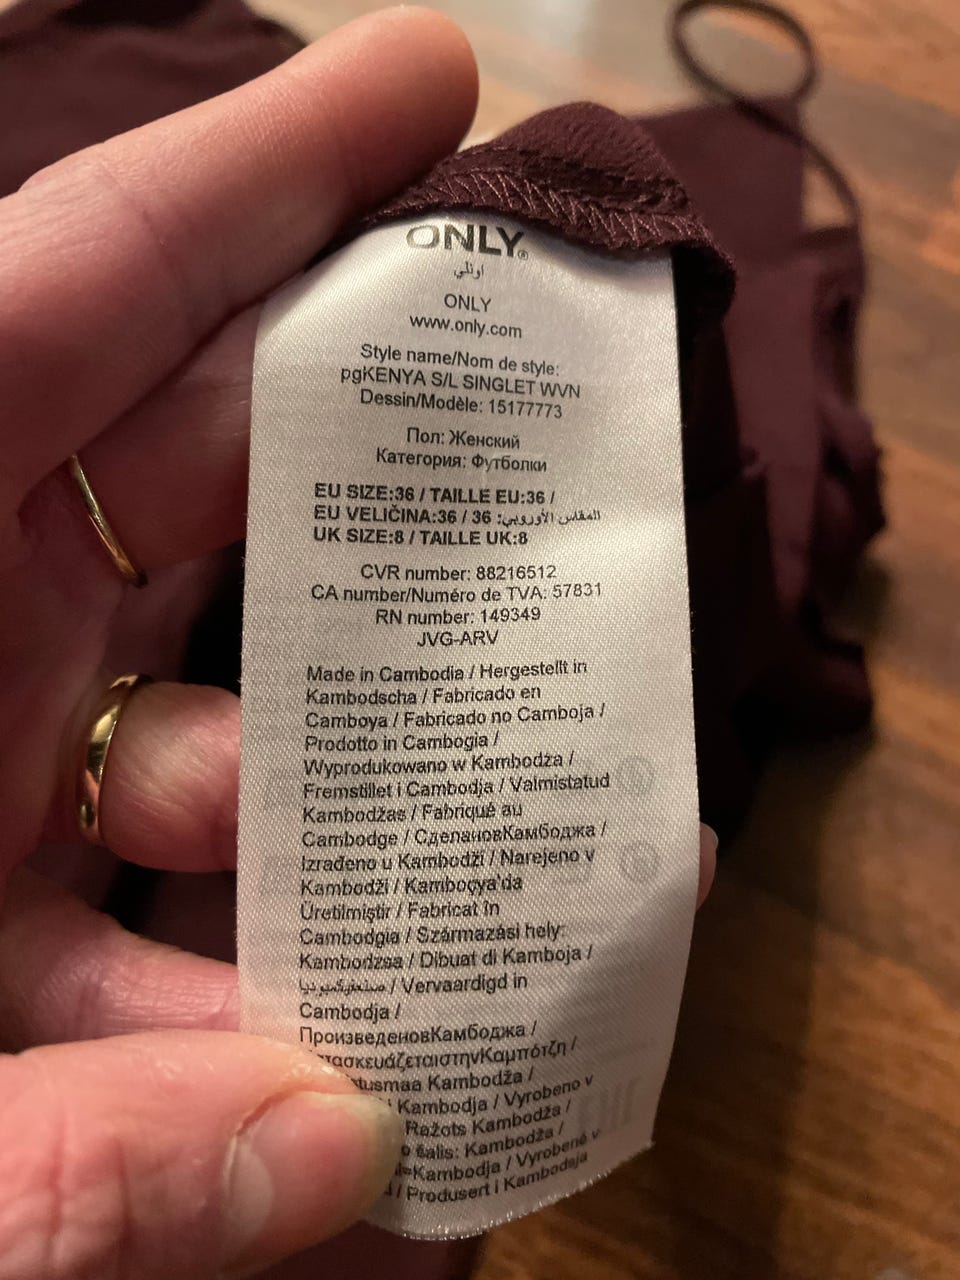 ONLY®
اونلي
ONLY
www.only.com
Style name/Nom de style:
pgKENYA S/L SINGLET WVN
Dessin/Modèle: 15177773
Пол: Женский
Категория: Футболки
EU SIZE:36 / TAILLE EU:36 /
EU VELIČINA:36 / 36 :المقاس الأوروبي
UK SIZE:8 / TAILLE UK:8
CVR number: 88216512
CA number/Numéro de TVA: 57831
RN number: 149349
JVG-ARV
Made in Cambodia / Hergestellt in
Kambodscha / Fabricado en
Camboya / Fabricado no Camboja /
Prodotto in Cambogia /
Wyprodukowano w Kambodża /
Fremstillet i Cambodja / Valmistatud
Kambodžas / Fabriqué au
Cambodge / СделановКамбоджа /
Izrađeno u Kambodži / Narejeno v
Kambodži / Kamboçya'da
Üretilmiştir / Fabricat în
Cambodgia / Származási hely:
Kambodzsa / Dibuat di Kamboja /
/ Vervaardigd in
Cambodja /
ПроизведеновКамбоджа /
/
Kambodža /
Kambodja / Vyrobeno v
Ražots Kambodža /
šalis: Kambodža /
Kambodja / Vyrobené v
/ Produsert i Kambodsja